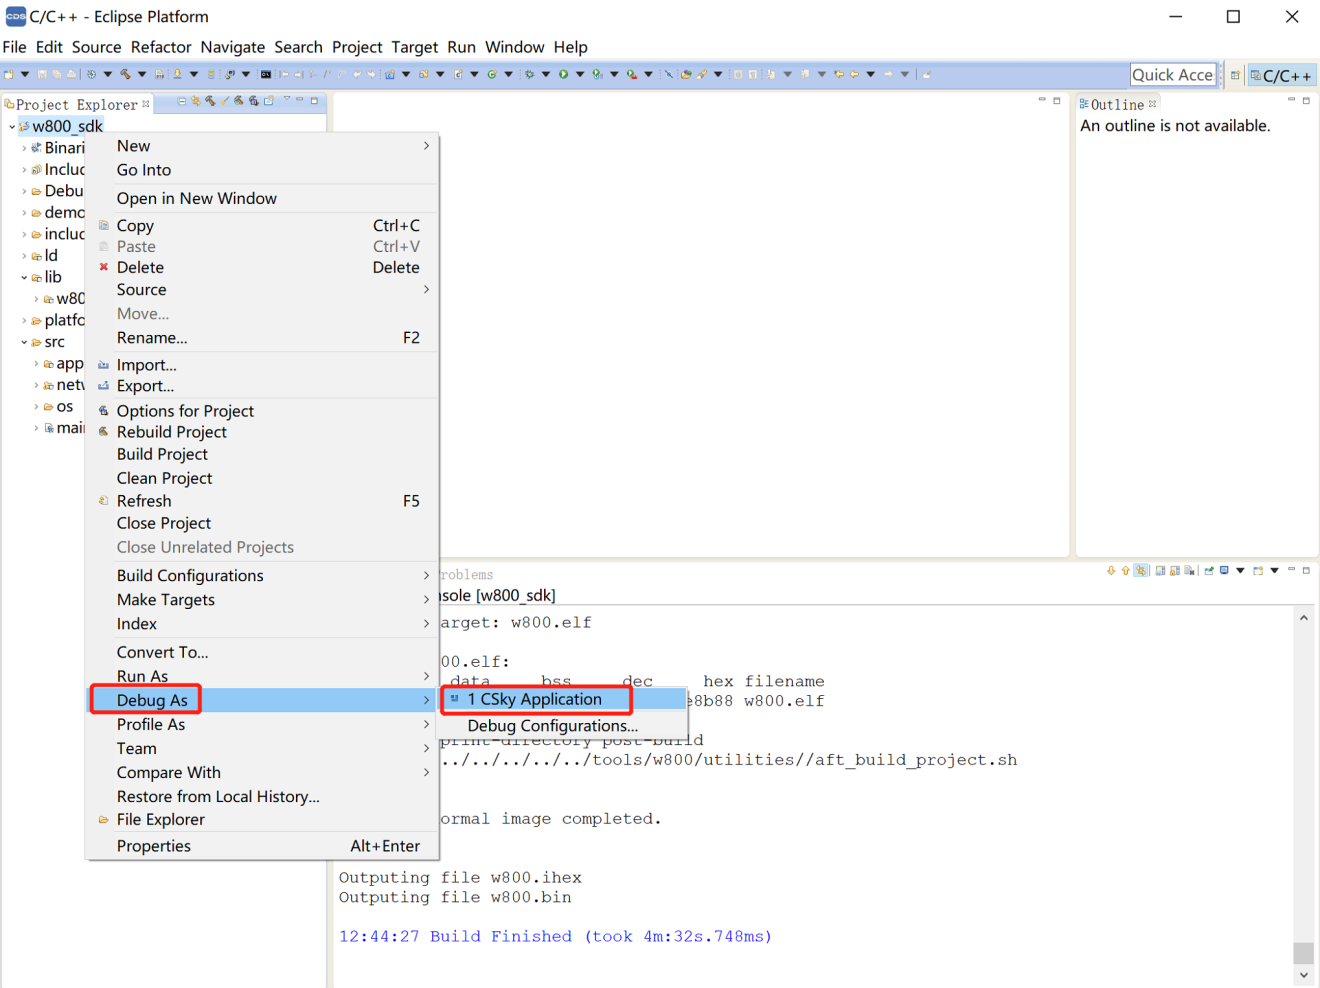 CDS C/C++ - Eclipse Platform
File Edit Source Refactor Navigate Search Project Target Run Window Help
Quick Acce
C/C++
Project Explorer
w800_sdk
Binari
Includ
Debu
demo
includ
ld
lib
w80
platfo
src
app
netw
os
main
New
Go Into
Open in New Window
Copy Ctrl+C
Paste Ctrl+V
Delete Delete
Source
Move...
Rename... F2
Import...
Export...
Options for Project
Rebuild Project
Build Project
Clean Project
Refresh F5
Close Project
Close Unrelated Projects
Build Configurations
Make Targets
Index
Convert To...
Run As
Debug As
Profile As
Team
Compare With
Restore from Local History...
File Explorer
Properties Alt+Enter
1 CSky Application
Debug Configurations...
Outline
An outline is not available.
roblems
nsole [w800_sdk]
arget: w800.elf
00.elf:
data bss dec hex filename
e8b88 w800.elf
print-directory post-build
../../../../../tools/w800/utilities//aft_build_project.sh
ormal image completed.
Outputing file w800.ihex
Outputing file w800.bin
12:44:27 Build Finished (took 4m:32s.748ms)